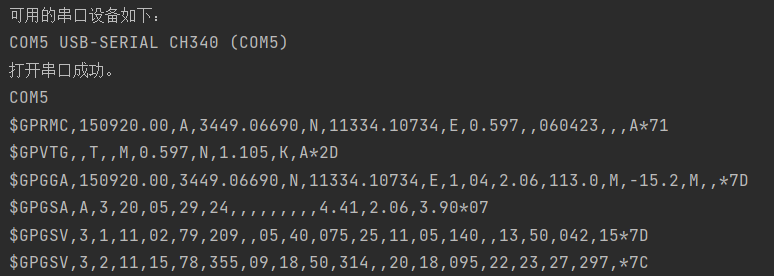 可用的串口设备如下：
COM5 USB-SERIAL CH340 (COM5)
打开串口成功。
COM5
$GPRMC,150920.00,A,3449.06690,N,11334.10734,E,0.597,,060423,,,A*71
$GPVTG,,T,,M,0.597,N,1.105,K,A*2D
$GPGGA,150920.00,3449.06690,N,11334.10734,E,1,04,2.06,113.0,M,-15.2,M,,*7D
$GPGSA,A,3,20,05,29,24,,,,,,,,,4.41,2.06,3.90*07
$GPGSV,3,1,11,02,79,209,,05,40,075,25,11,05,140,,13,50,042,15*7D
$GPGSV,3,2,11,15,78,355,09,18,50,314,,20,18,095,22,23,27,297,*7C